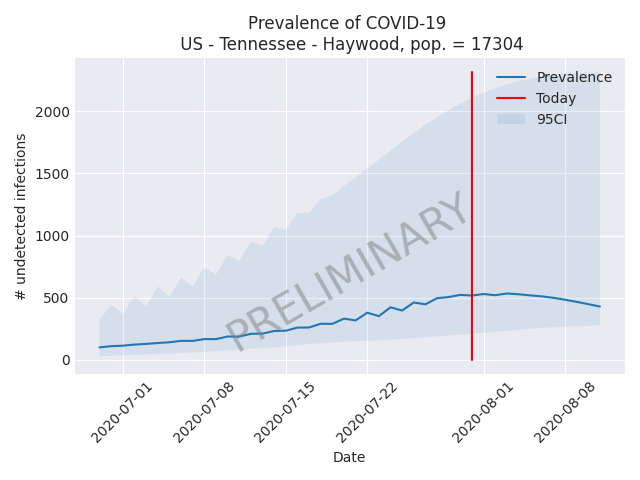 Prevalence of COVID-19
US - Tennessee - Haywood, pop. = 17304
Prevalence
Today
95CI
PRELIMINARY
# undetected infections
2000
1500
1000
500
0
2020-07-01
2020-07-08
2020-07-15
2020-07-22
2020-08-01
2020-08-08
Date